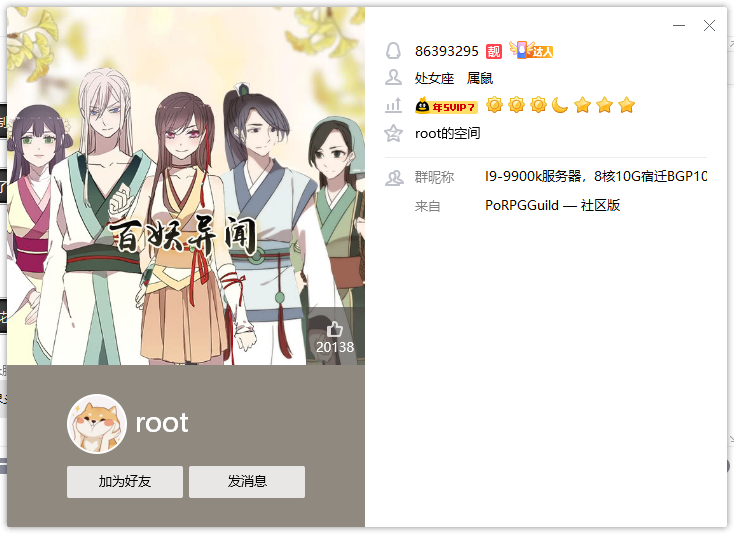 86393295 靓 达人
处女座 属鼠
年SVIP7
root的空间
群昵称 I9-9900k服务器，8核10G宿迁BGP10
来自 PoRPGGuild — 社区版
百妖异闻
20138
root
加为好友 发消息